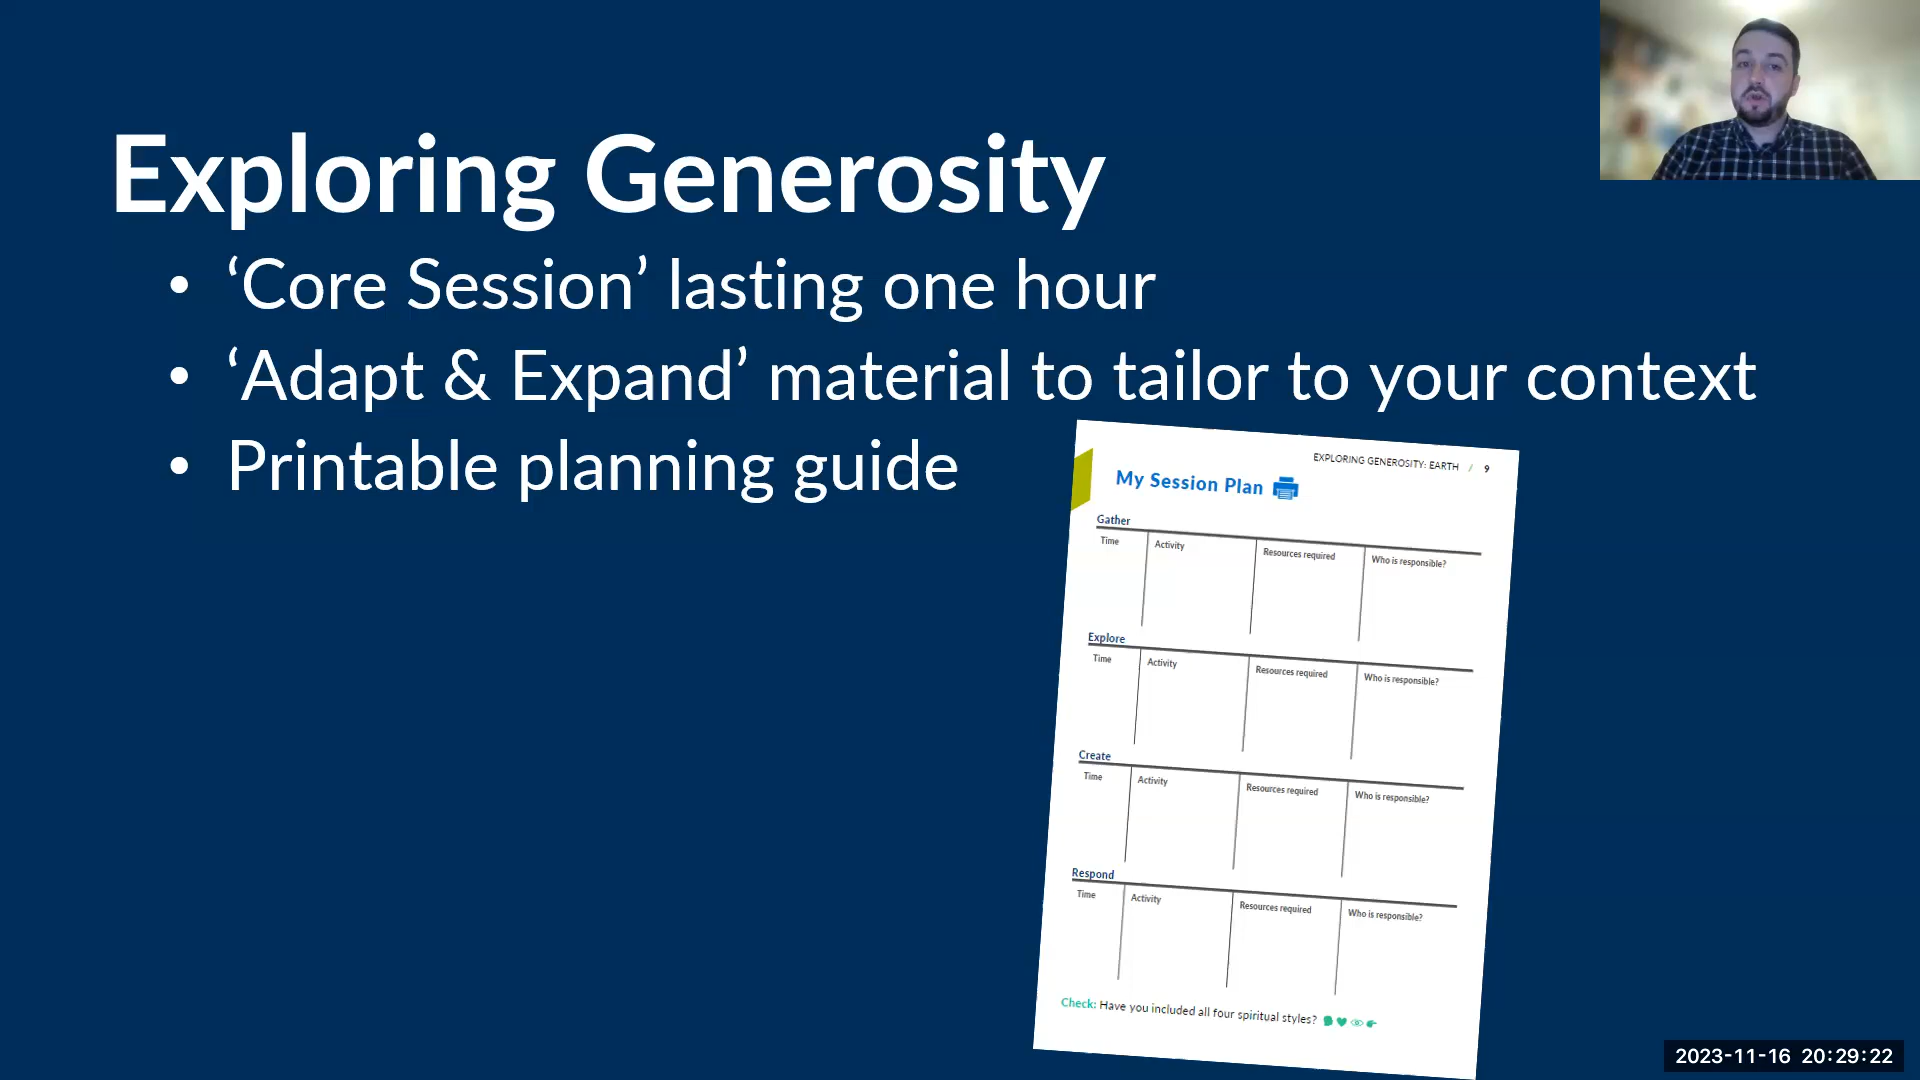 Exploring Generosity
• ‘Core Session’ lasting one hour
• ‘Adapt & Expand’ material to tailor to your context
• Printable planning guide
EXPLORING GENEROSITY: EARTH / 9
My Session Plan
Gather
Time Activity Resources required Who is responsible?
Explore
Time Activity Resources required Who is responsible?
Create
Time Activity Resources required Who is responsible?
Respond
Time Activity Resources required Who is responsible?
Check: Have you included all four spiritual styles?
2023-11-16 20:29:22